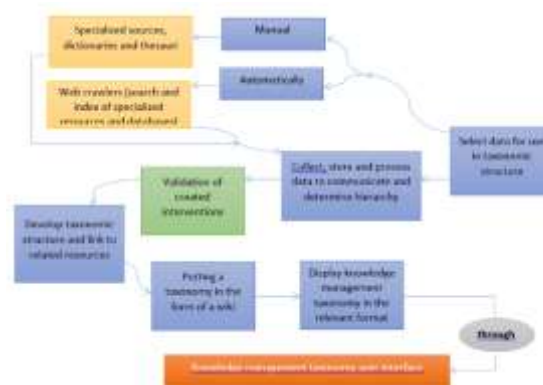 Specialized sources,
dictionaries and thesauri
Manual
Automatically
Web crawlers (search and
index of specialized
resources and databases)
Select data for use
in taxonomic
structure
Collect, store and process
data to communicate and
determine hierarchy
Validation of
created
interventions
Develop taxonomic
structure and link to
related resources
Posting a
taxonomy in the
form of a wiki
Display knowledge
management
taxonomy in the
relevant format
through
Knowledge management taxonomy user interface